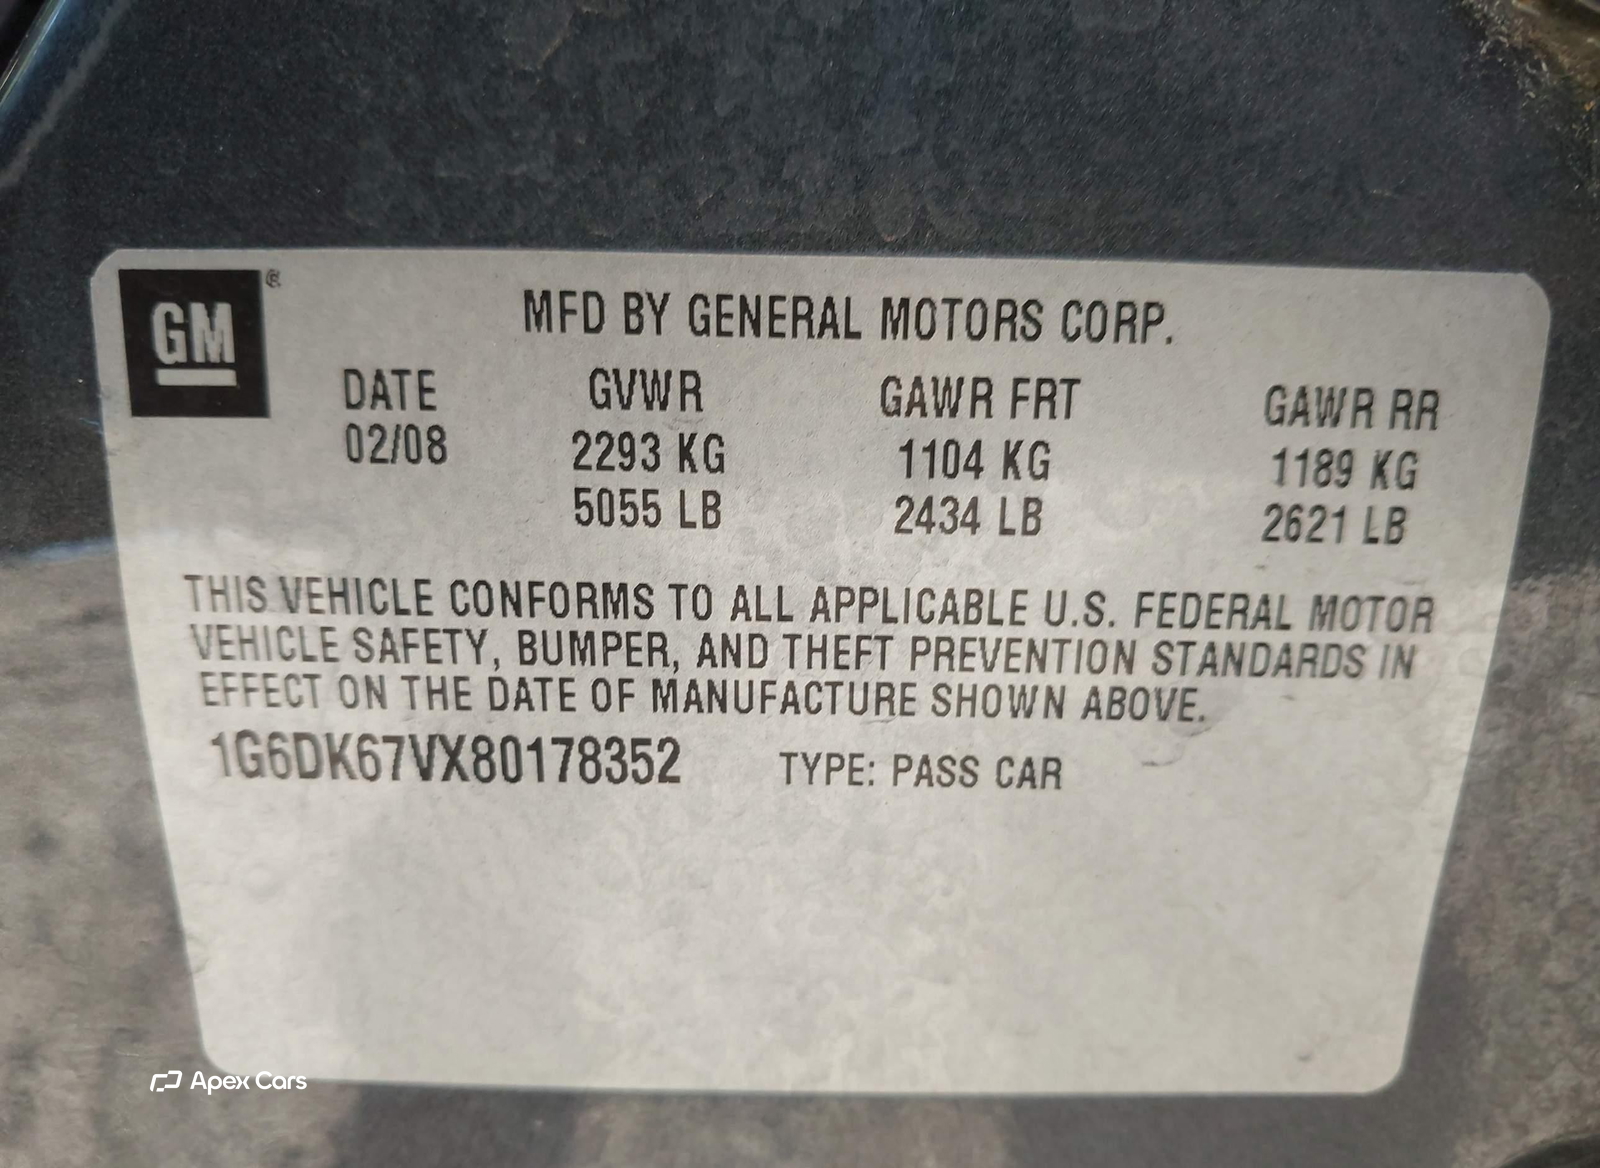 GM ®
MFD BY GENERAL MOTORS CORP.
DATE GVWR GAWR FRT GAWR RR
02/08 2293 KG 1104 KG 1189 KG
5055 LB 2434 LB 2621 LB
THIS VEHICLE CONFORMS TO ALL APPLICABLE U.S. FEDERAL MOTOR
VEHICLE SAFETY, BUMPER, AND THEFT PREVENTION STANDARDS IN
EFFECT ON THE DATE OF MANUFACTURE SHOWN ABOVE.
1G6DK67VX80178352 TYPE: PASS CAR
Apex Cars